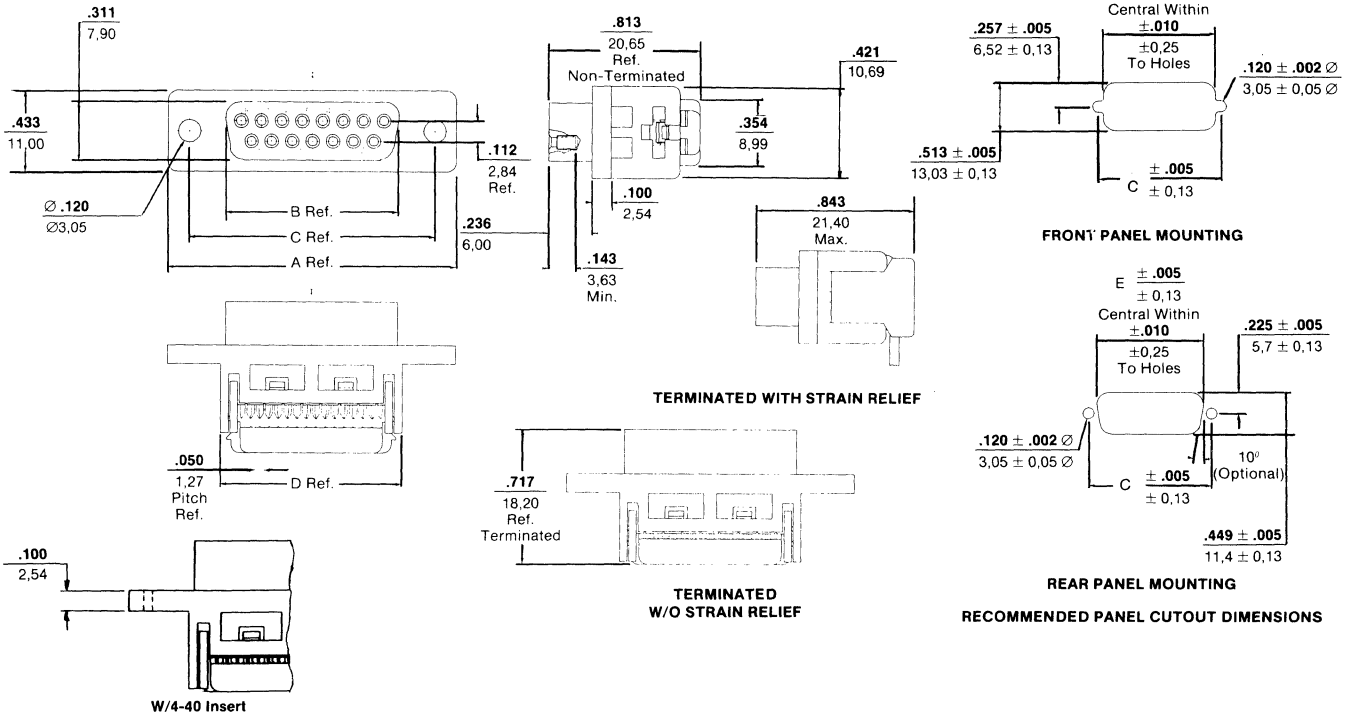 .311
7,90
.433
11,00
Ø .120
Ø3,05
.112
2,84
Ref.
B Ref.
C Ref.
A Ref.
.813
20,65
Ref.
Non-Terminated
.421
10,69
.354
8,99
.100
2,54
.236
6,00
.143
3,63
Min.
.843
21,40
Max.
TERMINATED WITH STRAIN RELIEF
Central Within
±.010
±0,25
To Holes
.257 ± .005
6,52 ± 0,13
.120 ± .002 Ø
3,05 ± 0,05 Ø
.513 ± .005
13,03 ± 0,13
C ± .005
± 0,13
FRONT PANEL MOUNTING
E ± .005
± 0,13
Central Within
±.010
±0,25
To Holes
.225 ± .005
5,7 ± 0,13
.120 ± .002 Ø
3,05 ± 0,05 Ø
10⁰
(Optional)
C ± .005
± 0,13
.449 ± .005
11,4 ± 0,13
REAR PANEL MOUNTING
RECOMMENDED PANEL CUTOUT DIMENSIONS
.050
1,27
Pitch
Ref.
D Ref.
.717
18,20
Ref.
Terminated
TERMINATED
W/O STRAIN RELIEF
.100
2,54
W/4-40 Insert